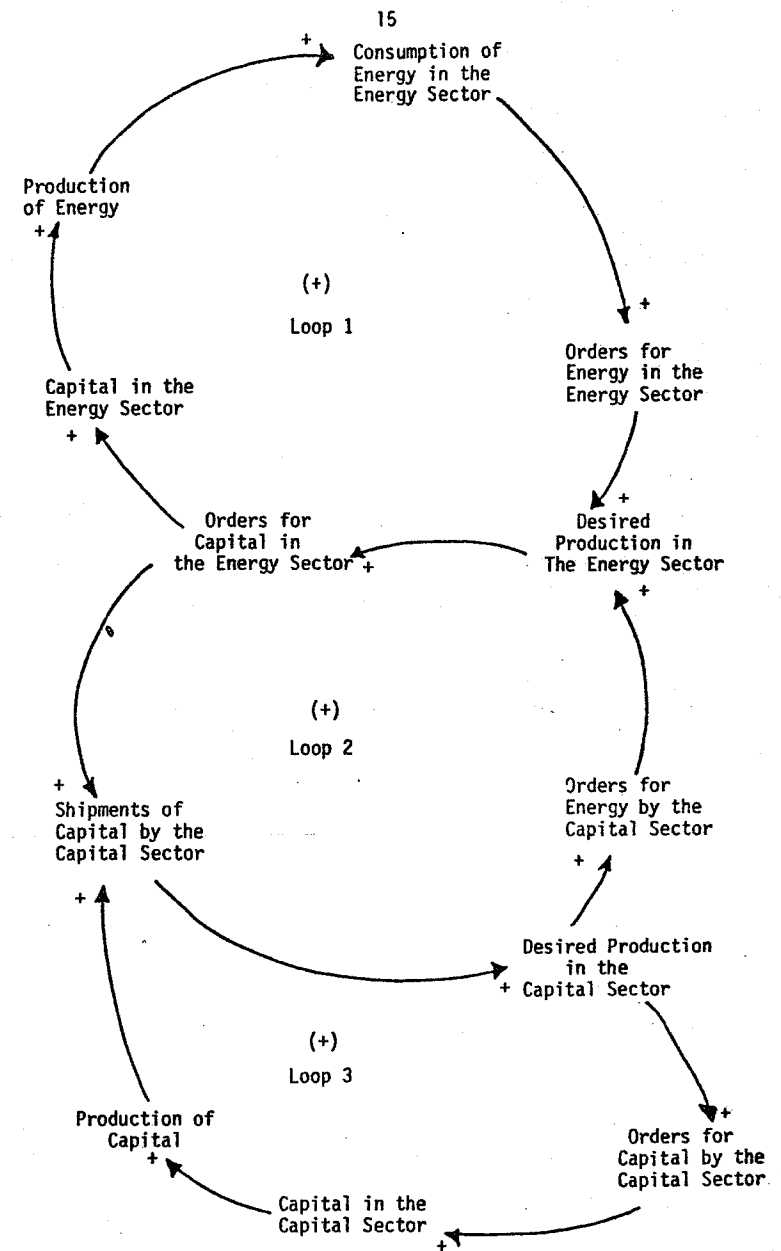 15
+
Consumption of
Energy in the
Energy Sector
Production
of Energy
+
(+)
Loop 1
+
Orders for
Energy in the
Energy Sector
Capital in the
Energy Sector
+
+
Orders for
Capital in
the Energy Sector
+
Desired
Production in
The Energy Sector
+
(+)
Loop 2
+
Shipments of
Capital by the
Capital Sector
+
Orders for
Energy by the
Capital Sector
+
Desired Production
in the
Capital Sector
+
(+)
Loop 3
Production of
Capital
+
+
Orders for
Capital by the
Capital Sector
Capital in the
Capital Sector
+